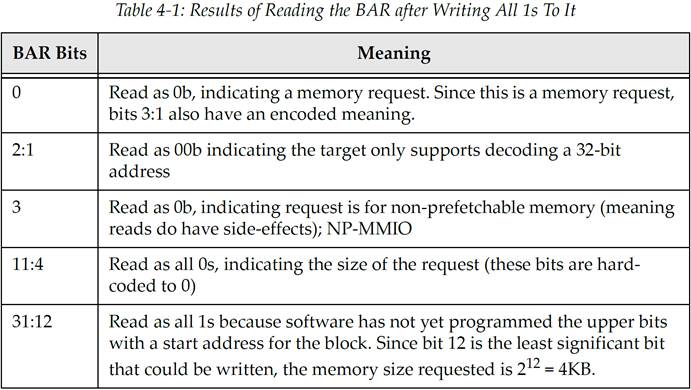 Table 4-1: Results of Reading the BAR after Writing All 1s To It
BAR Bits
Meaning
0
Read as 0b, indicating a memory request. Since this is a memory request,
bits 3:1 also have an encoded meaning.
2:1
Read as 00b indicating the target only supports decoding a 32-bit
address
3
Read as 0b, indicating request is for non-prefetchable memory (meaning
reads do have side-effects); NP-MMIO
11:4
Read as all 0s, indicating the size of the request (these bits are hard-
coded to 0)
31:12
Read as all 1s because software has not yet programmed the upper bits
with a start address for the block. Since bit 12 is the least significant bit
that could be written, the memory size requested is 2¹² = 4KB.